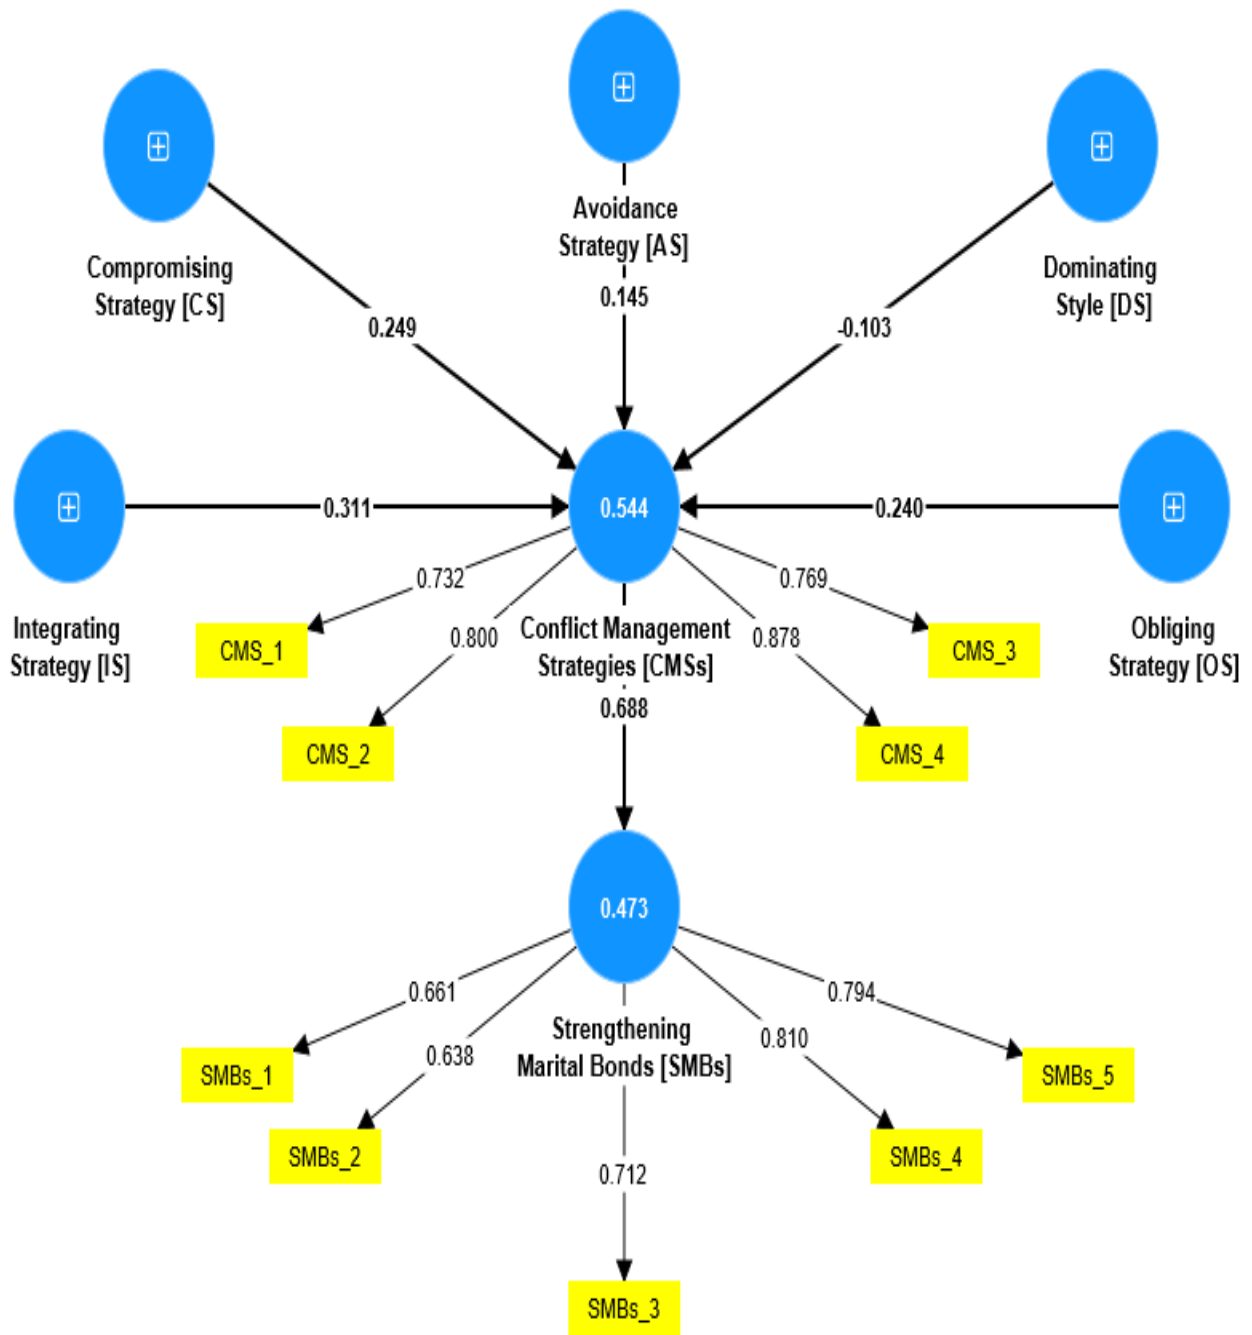 Avoidance
Strategy [AS]
0.145
Compromising
Strategy [CS]
0.249
Dominating
Style [DS]
-0.103
0.311
0.544
0.240
Integrating
Strategy [IS]
Obliging
Strategy [OS]
0.732
0.769
CMS_1
0.800
Conflict Management
Strategies [CMSs]
0.878
CMS_3
0.688
CMS_2
CMS_4
0.473
0.661
0.794
0.638
Strengthening
Marital Bonds [SMBs]
0.810
SMBs_1
SMBs_5
SMBs_2
SMBs_4
0.712
SMBs_3